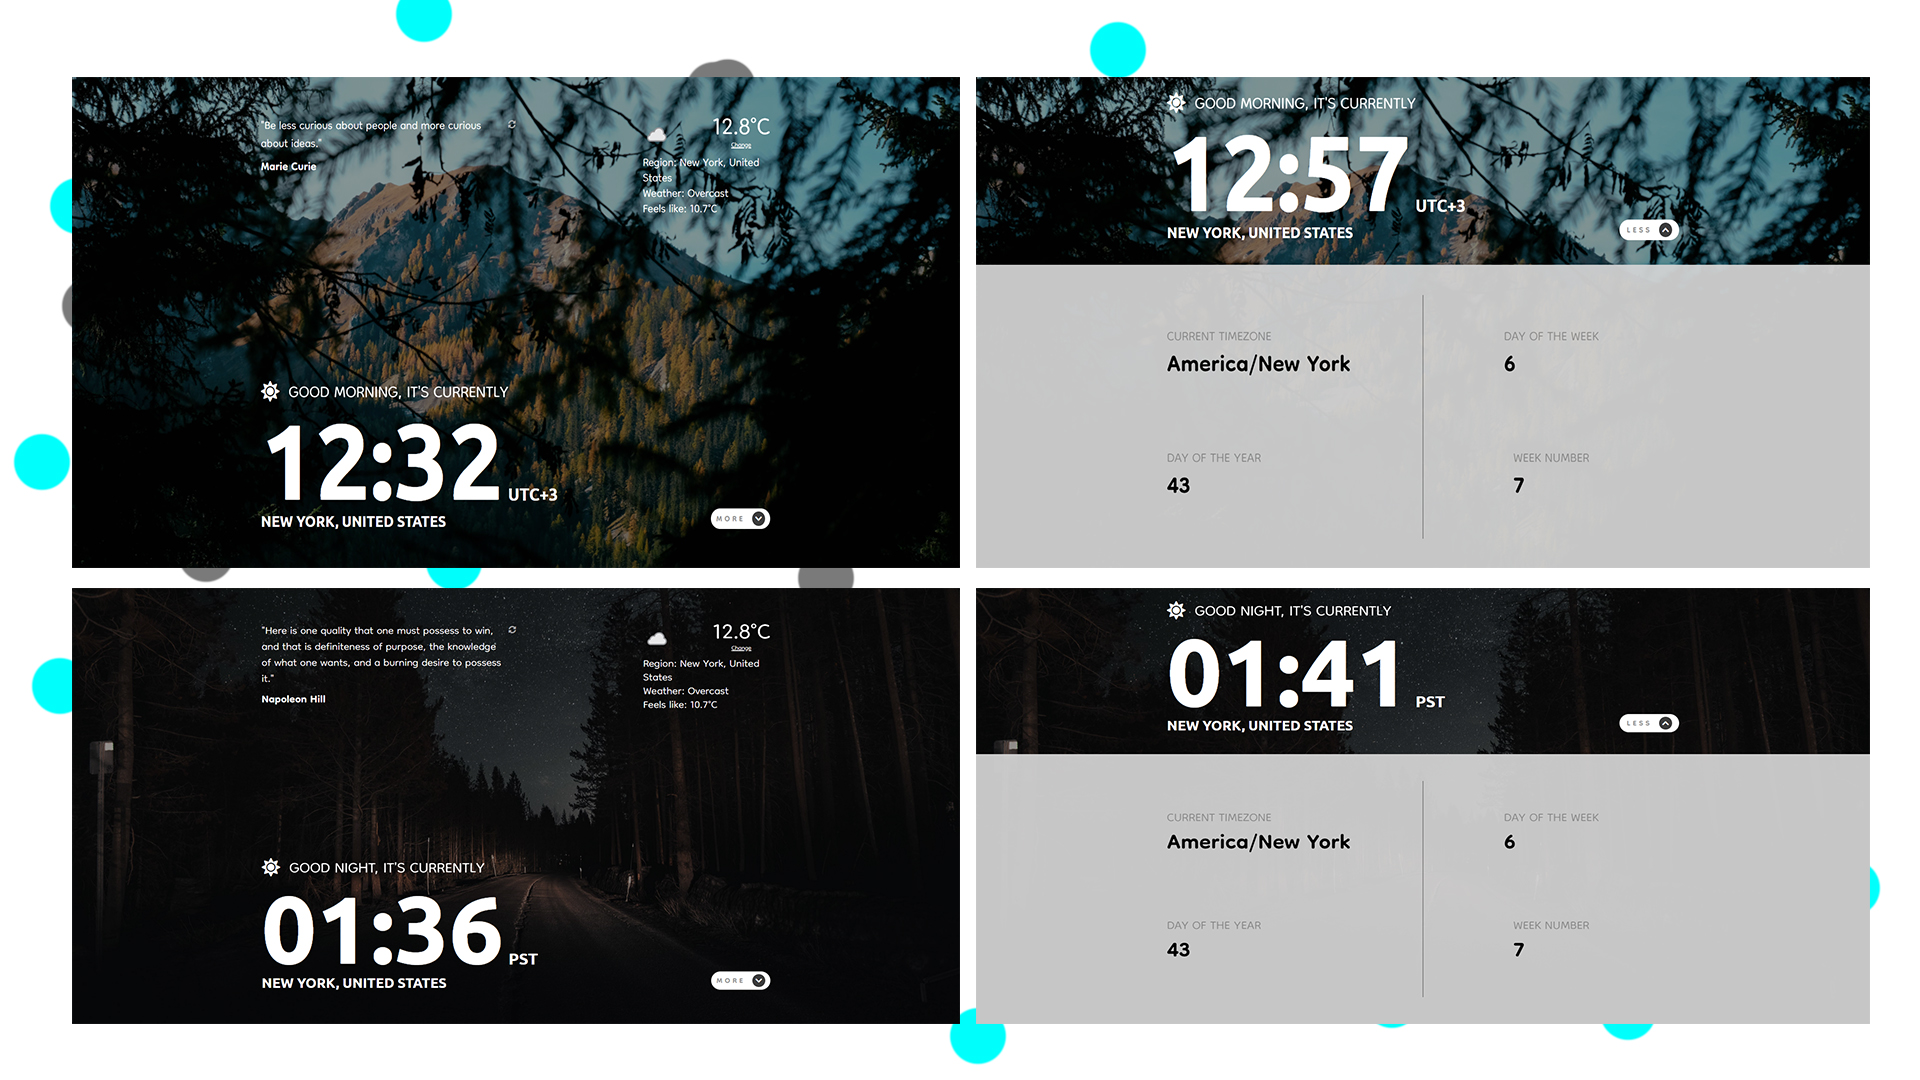 "Be less curious about people and more curious
about ideas."
Marie Curie
12.8°C
Change
Region: New York, United
States
Weather: Overcast
Feels like: 10.7°C
GOOD MORNING, IT'S CURRENTLY
12:32 UTC+3
NEW YORK, UNITED STATES
MORE
GOOD MORNING, IT'S CURRENTLY
12:57 UTC+3
NEW YORK, UNITED STATES
LESS
CURRENT TIMEZONE
America/New York
DAY OF THE WEEK
6
DAY OF THE YEAR
43
WEEK NUMBER
7
"Here is one quality that one must possess to win,
and that is definiteness of purpose, the knowledge
of what one wants, and a burning desire to possess
it."
Napoleon Hill
12.8°C
Change
Region: New York, United
States
Weather: Overcast
Feels like: 10.7°C
GOOD NIGHT, IT'S CURRENTLY
01:36 PST
NEW YORK, UNITED STATES
MORE
GOOD NIGHT, IT'S CURRENTLY
01:41 PST
NEW YORK, UNITED STATES
LESS
CURRENT TIMEZONE
America/New York
DAY OF THE WEEK
6
DAY OF THE YEAR
43
WEEK NUMBER
7